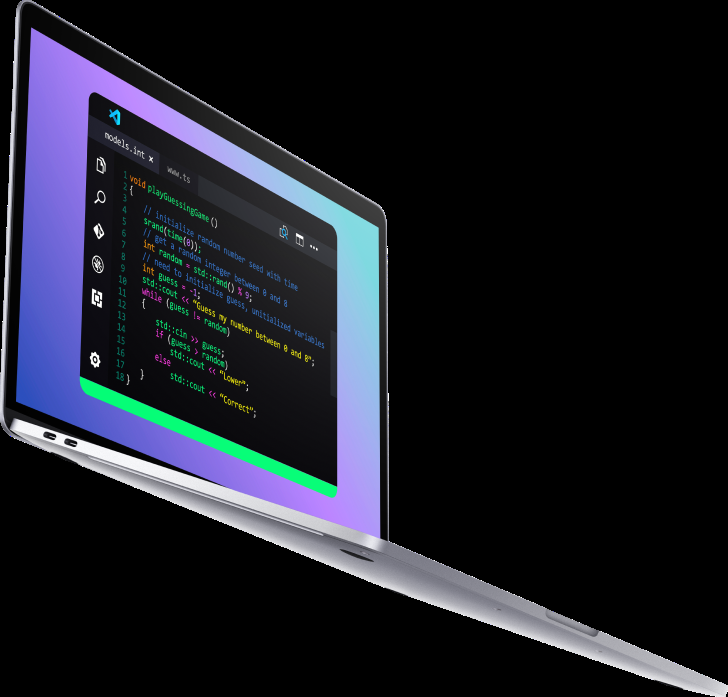 models.int ×
www.ts
1 void playGuessingGame ()
2 {
3
4 // initialize random number seed with time
5 srand(time(0));
6 // get a random integer between 0 and 8
7 int random = std::rand() % 9;
8 // need to initialize guess, unitialized variables
9 int guess = -1;
10 std::cout << "Guess my number between 0 and 8";
11 while (guess != random)
12 {
13
14 std::cin >> guess;
15 if (guess > random)
16 std::cout << "Lower";
17 else
18 } std::cout << "Correct";
}